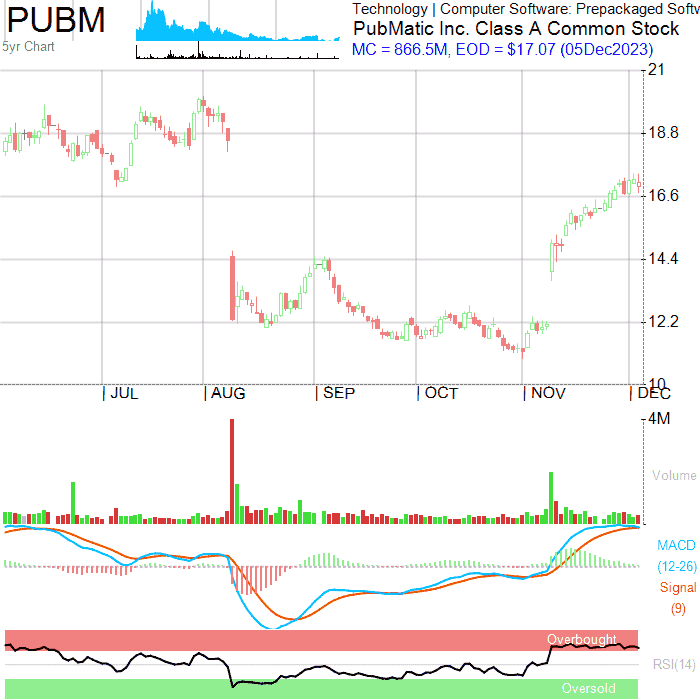 PUBM
5yr Chart
Technology | Computer Software: Prepackaged Softw
PubMatic Inc. Class A Common Stock
MC = 866.5M, EOD = $17.07 (05Dec2023)
21
18.8
16.6
14.4
12.2
10
| JUL | AUG | SEP | OCT | NOV | DEC
4M
Volume
MACD
(12-26)
Signal
(9)
Overbought
RSI(14)
Oversold